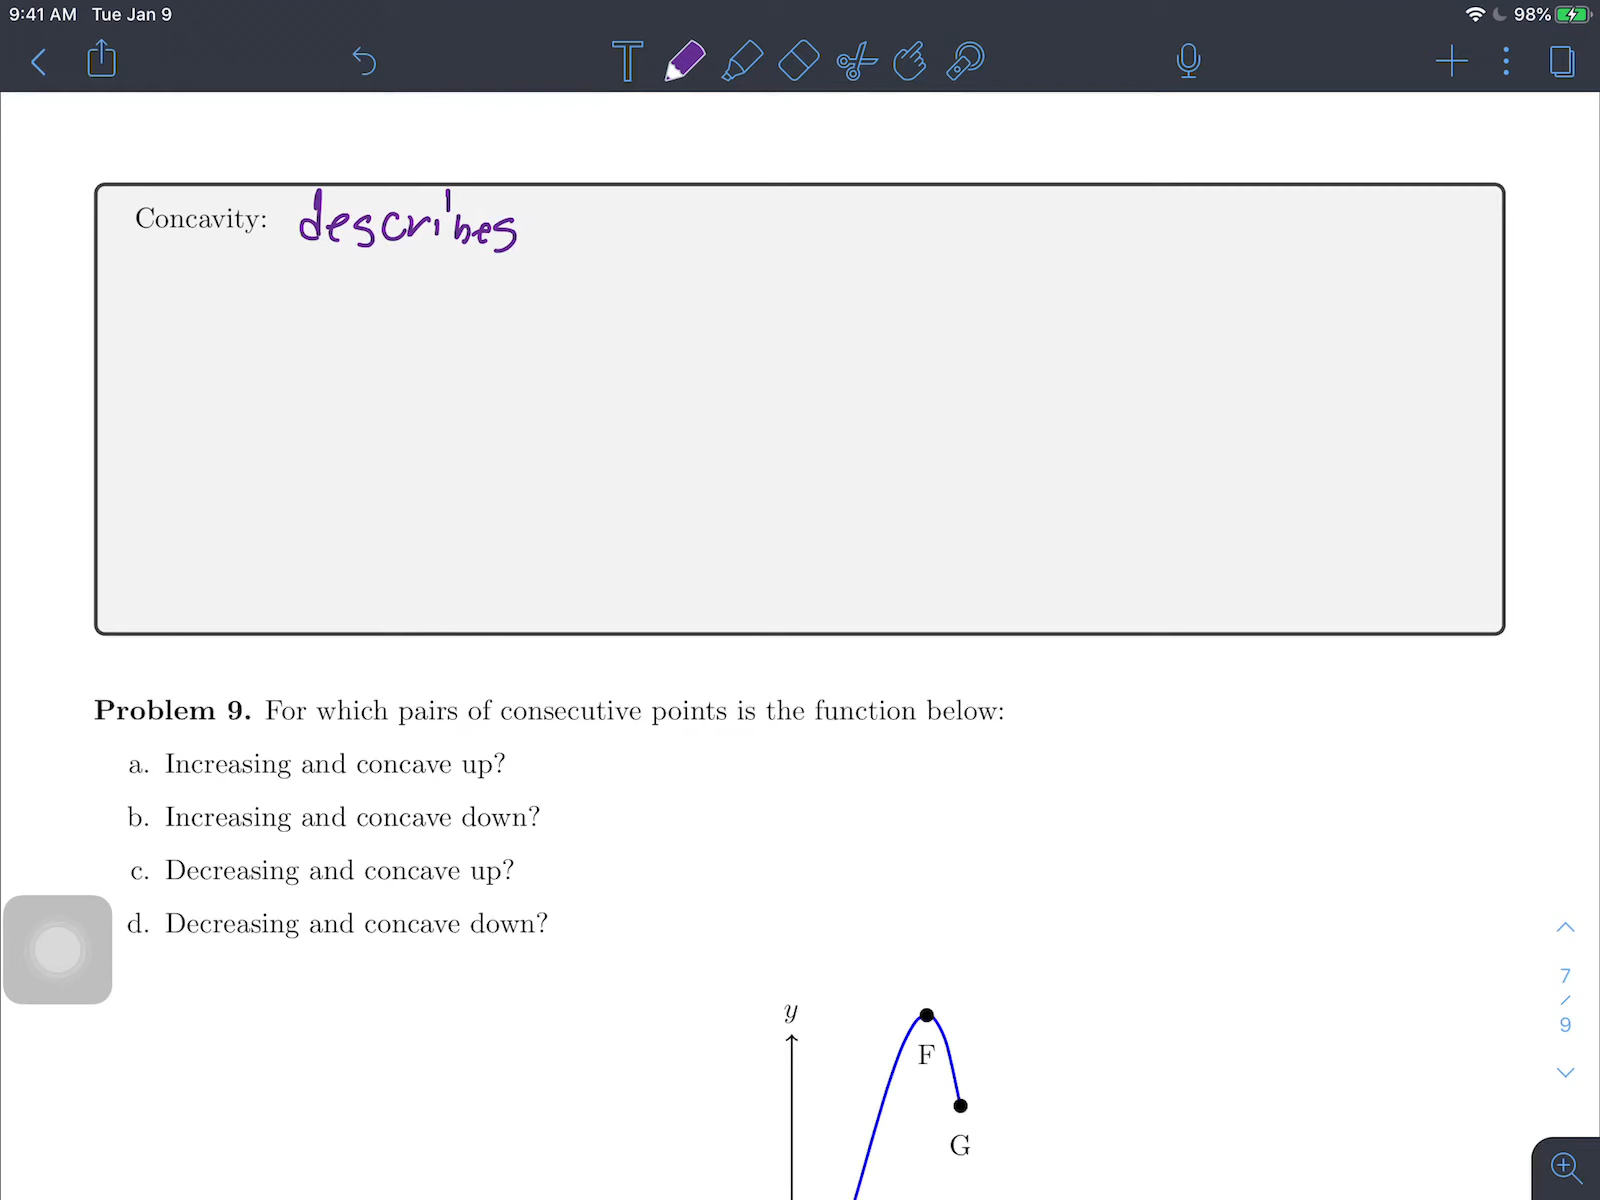 9:41 AM Tue Jan 9
98%
Concavity: describes
Problem 9. For which pairs of consecutive points is the function below:
a. Increasing and concave up?
b. Increasing and concave down?
c. Decreasing and concave up?
d. Decreasing and concave down?
7
/
9
y
F
G